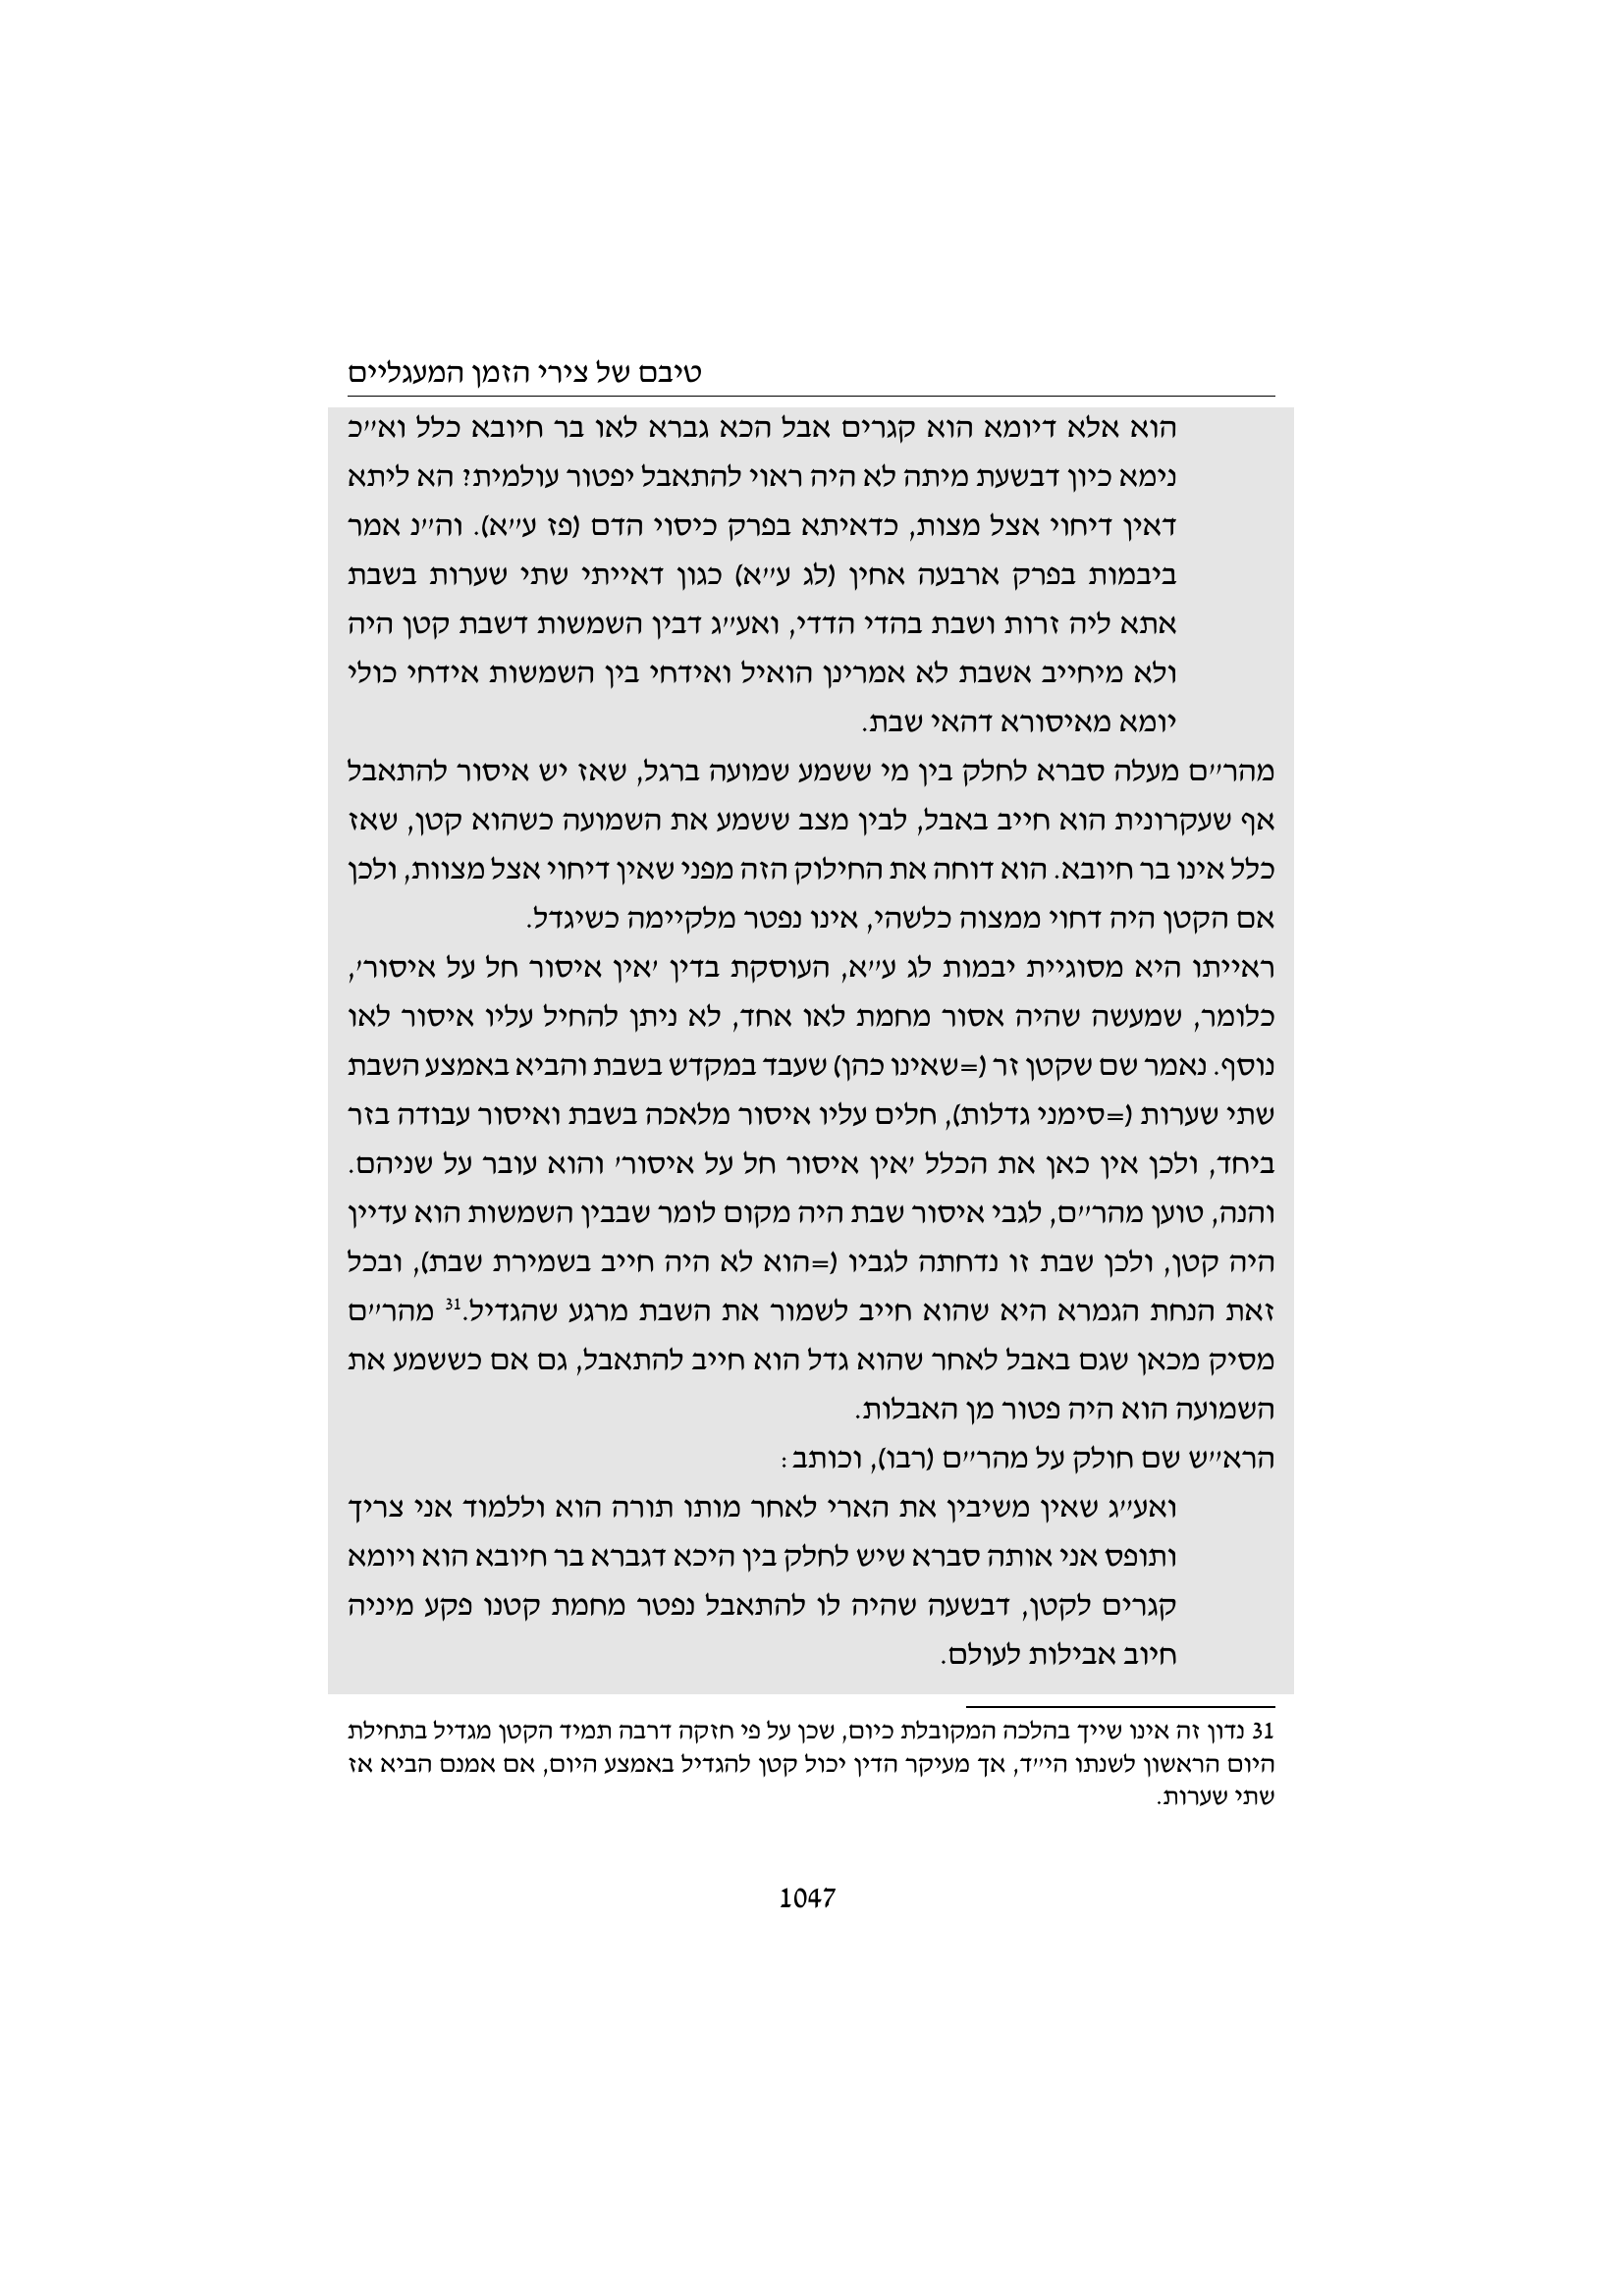 טיבם של צירי הזמן המעגליים
הוא אלא דיומא הוא קגרים אבל הכא גברא לאו בר חיובא כלל וא״כ
נימא כיון דבשעת מיתה לא היה ראוי להתאבל יפטור עולמית? הא ליתא
דאין דיחוי אצל מצות, כדאיתא בפרק כיסוי הדם (פז ע״א). וה״נ אמר
ביבמות בפרק ארבעה אחין (לג ע״א) כגון דאייתי שתי שערות בשבת
אתא ליה זרות ושבת בהדי הדדי, ואע״ג דבין השמשות דשבת קטן היה
ולא מיחייב אשבת לא אמרינן הואיל ואידחי בין השמשות אידחי כולי
יומא מאיסורא דהאי שבת.
מהר״ם מעלה סברא לחלק בין מי ששמע שמועה ברגל, שאז יש איסור להתאבל
אף שעקרונית הוא חייב באבל, לבין מצב ששמע את השמועה כשהוא קטן, שאז
כלל אינו בר חיובא. הוא דוחה את החילוק הזה מפני שאין דיחוי אצל מצוות, ולכן
אם הקטן היה דחוי ממצוה כלשהי, אינו נפטר מלקיימה כשיגדל.
ראייתו היא מסוגיית יבמות לג ע״א, העוסקת בדין ׳אין איסור חל על איסור׳,
כלומר, שמעשה שהיה אסור מחמת לאו אחד, לא ניתן להחיל עליו איסור לאו
נוסף. נאמר שם שקטן זר (=שאינו כהן) שעבד במקדש בשבת והביא באמצע השבת
שתי שערות (=סימני גדלות), חלים עליו איסור מלאכה בשבת ואיסור עבודה בזר
ביחד, ולכן אין כאן את הכלל ׳אין איסור חל על איסור׳ והוא עובר על שניהם.
והנה, טוען מהר״ם, לגבי איסור שבת היה מקום לומר שבבין השמשות הוא עדיין
היה קטן, ולכן שבת זו נדחתה לגביו (=הוא לא היה חייב בשמירת שבת), ובכל
זאת הנחת הגמרא היא שהוא חייב לשמור את השבת מרגע שהגדיל.31 מהר״ם
מסיק מכאן שגם באבל לאחר שהוא גדל הוא חייב להתאבל, גם אם כששמע את
השמועה הוא היה פטור מן האבלות.
הרא״ש שם חולק על מהר״ם (רבו), וכותב:
ואע״ג שאין משיבין את הארי לאחר מותו תורה הוא וללמוד אני צריך
ותופס אני אותה סברא שיש לחלק בין היכא דגברא בר חיובא הוא ויומא
קגרים לקטן, דבשעה שהיה לו להתאבל נפטר מחמת קטנו פקע מיניה
חיוב אבילות לעולם.
31 נדון זה אינו שייך בהלכה המקובלת כיום, שכן על פי חזקה דרבה תמיד הקטן מגדיל בתחילת
היום הראשון לשנתו הי״ד, אך מעיקר הדין יכול קטן להגדיל באמצע היום, אם אמנם הביא אז
שתי שערות.
1047